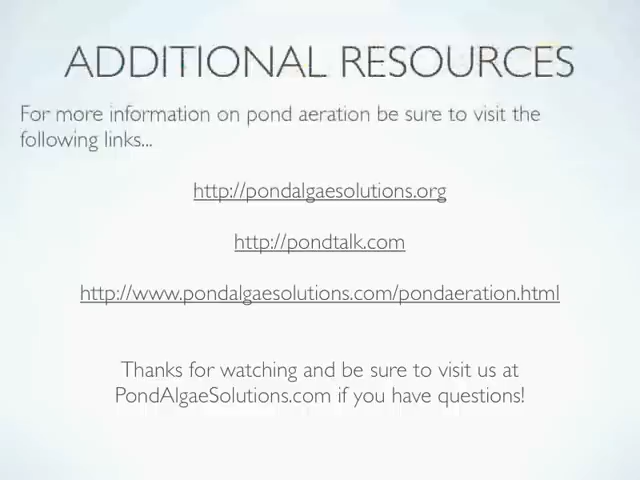 ADDITIONAL RESOURCES
For more information on pond aeration be sure to visit the
following links...
http://pondalgaesolutions.org
http://pondtalk.com
http://www.pondalgaesolutions.com/pondaeration.html
Thanks for watching and be sure to visit us at
PondAlgaeSolutions.com if you have questions!